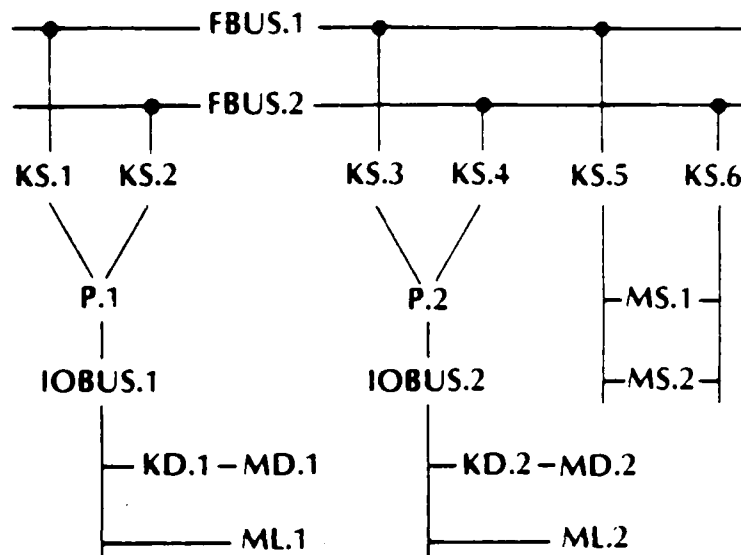 FBUS.1
FBUS.2
KS.1 KS.2 KS.3 KS.4 KS.5 KS.6
P.1 P.2 MS.1
IOBUS.1 IOBUS.2 MS.2
KD.1 – MD.1 KD.2 – MD.2
ML.1 ML.2